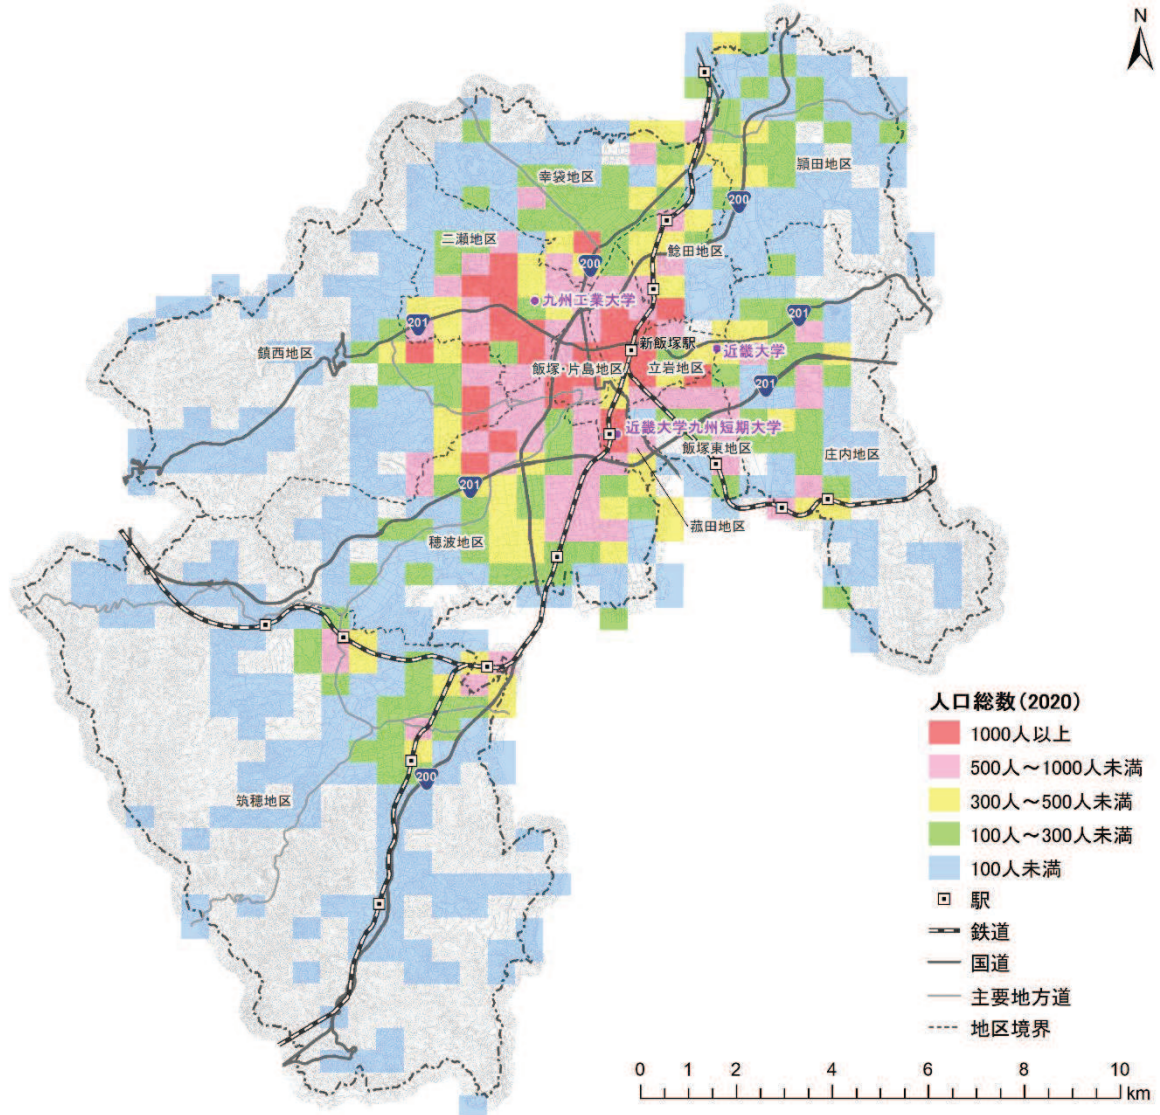 N
頴田地区
幸袋地区
200
二瀬地区
鯰田地区
200
九州工業大学
201
201
新飯塚駅
近畿大学
鎮西地区
飯塚・片島地区
立岩地区
201
近畿大学九州短期大学
飯塚東地区
庄内地区
201
菰田地区
穂波地区
200
筑穂地区
人口総数(2020)
1000人以上
500人～1000人未満
300人～500人未満
100人～300人未満
100人未満
駅
鉄道
国道
主要地方道
地区境界
0 1 2 4 6 8 10
km